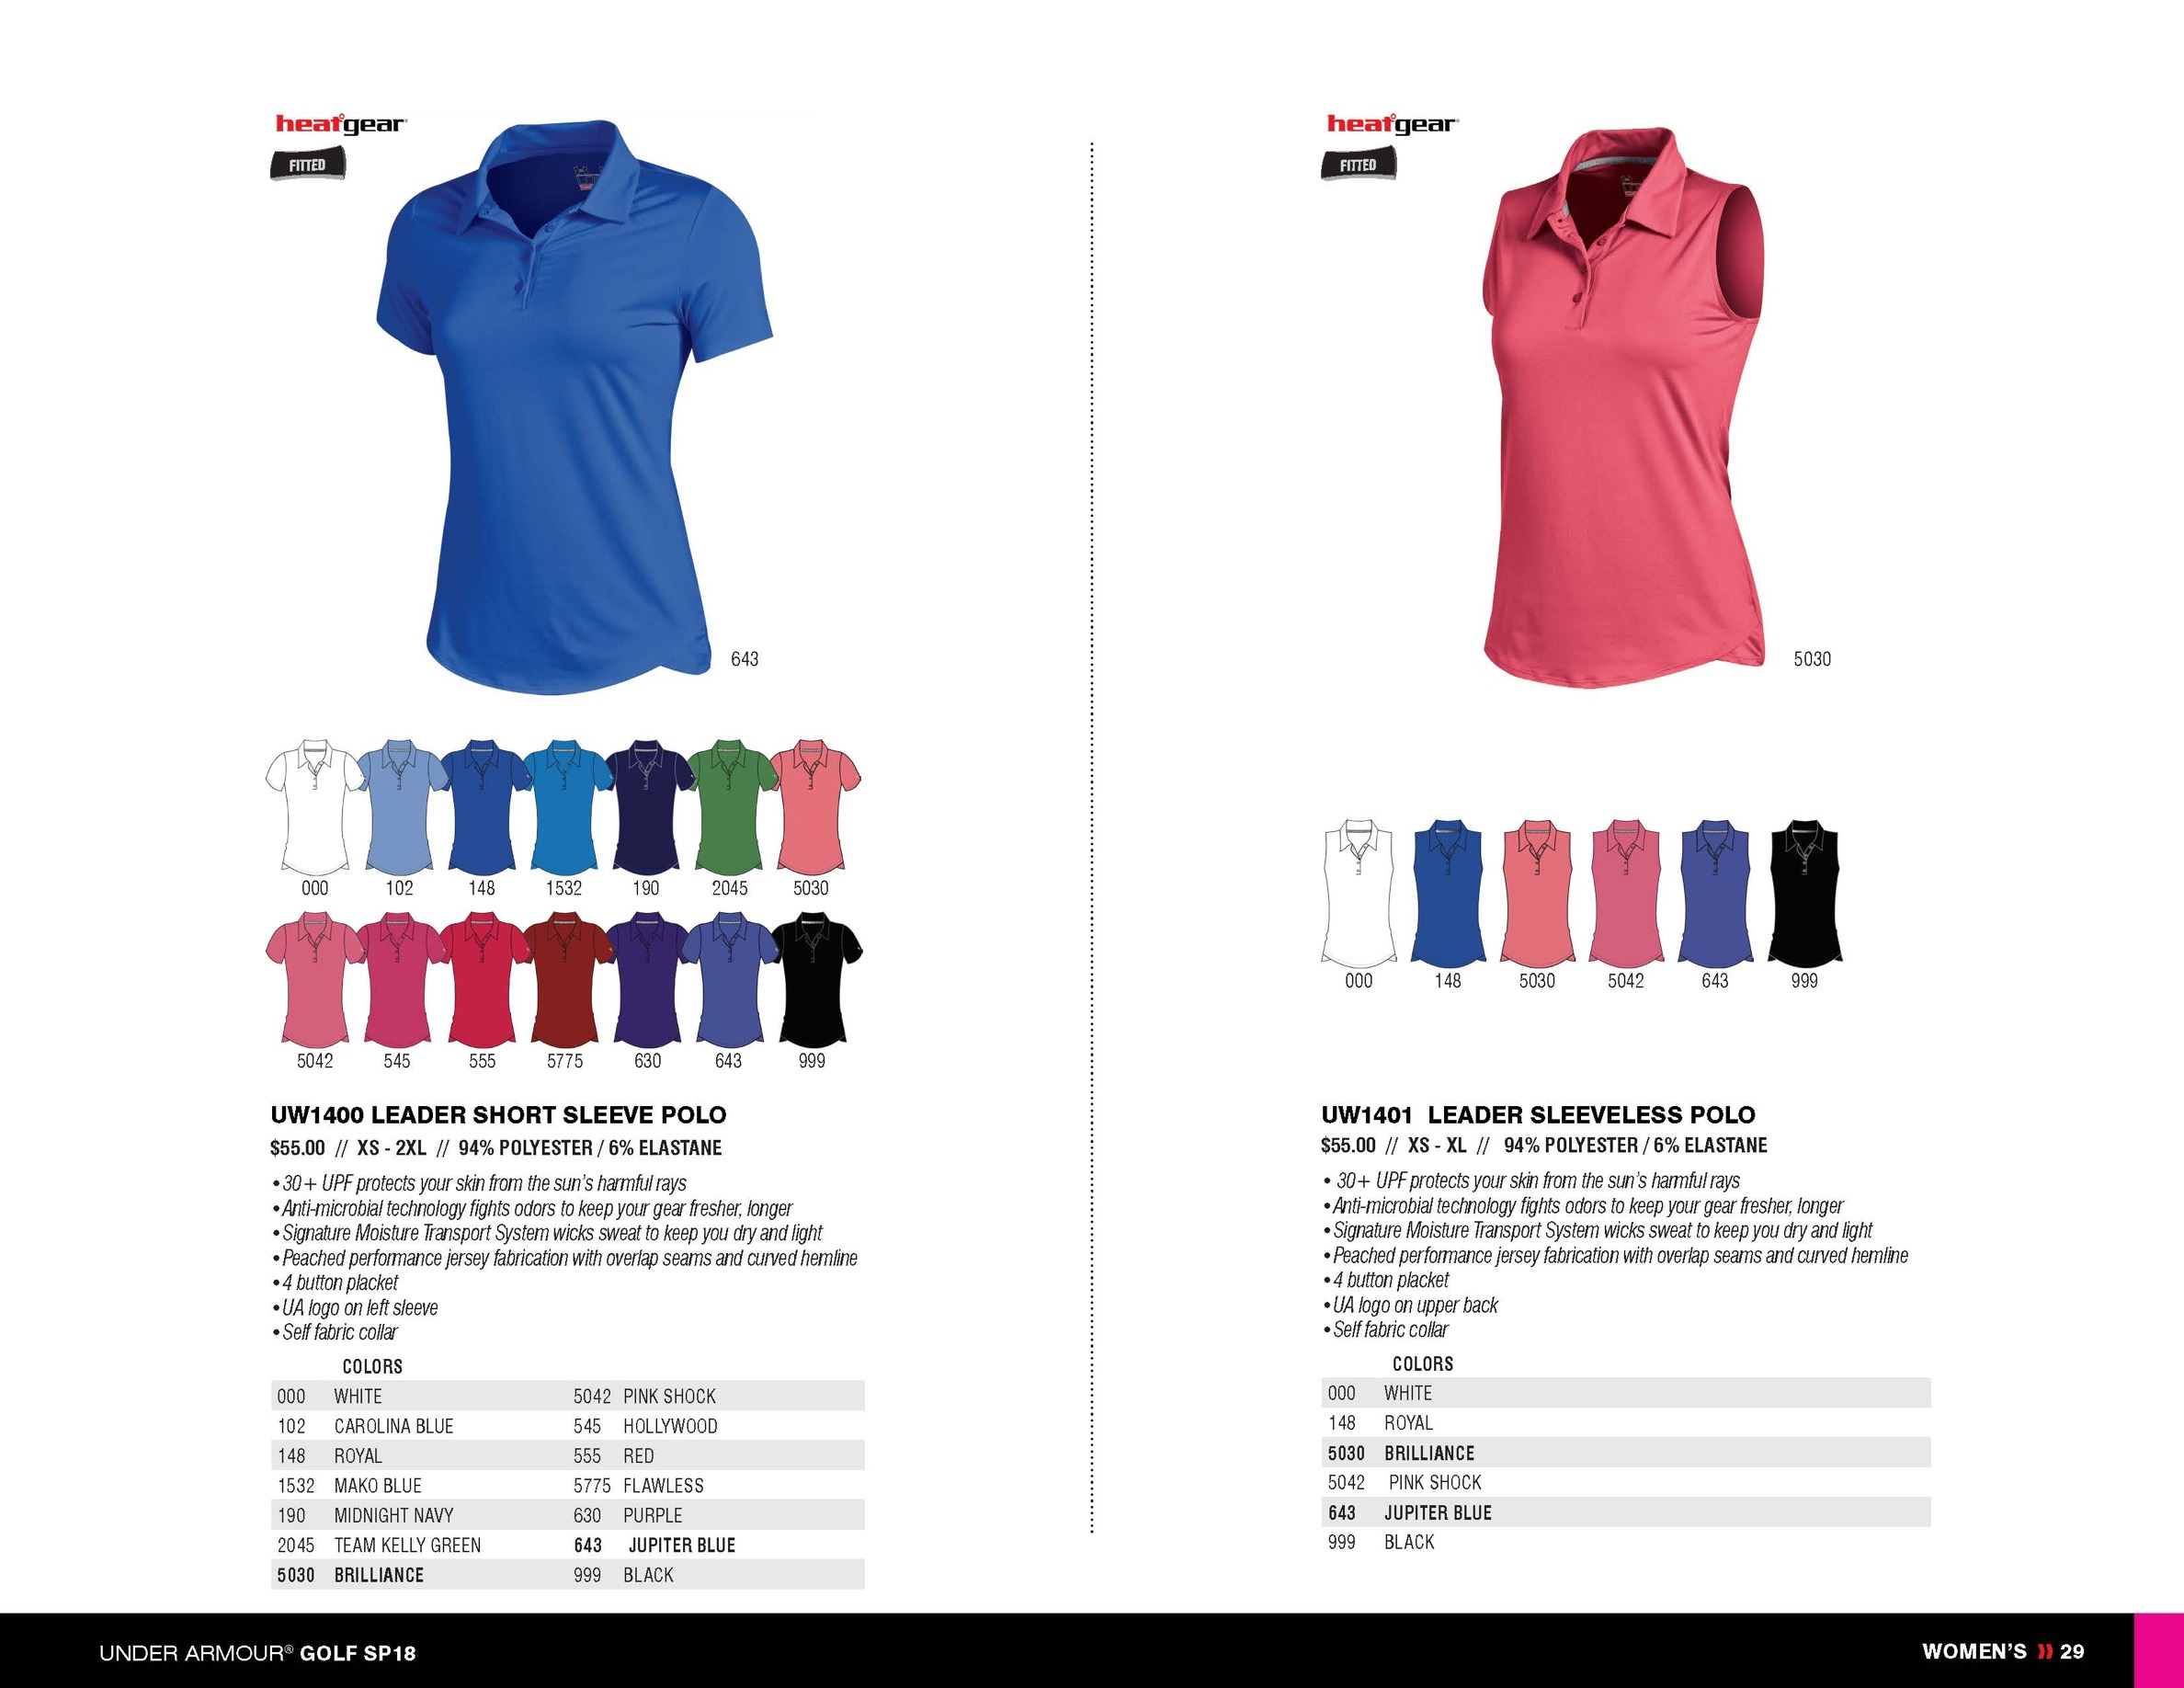 heatgear®
FITTED
643
000 102 148 1532 190 2045 5030
5042 545 555 5775 630 643 999
UW1400 LEADER SHORT SLEEVE POLO
$55.00 // XS - 2XL // 94% POLYESTER / 6% ELASTANE
• 30+ UPF protects your skin from the sun's harmful rays
• Anti-microbial technology fights odors to keep your gear fresher, longer
• Signature Moisture Transport System wicks sweat to keep you dry and light
• Peached performance jersey fabrication with overlap seams and curved hemline
• 4 button placket
• UA logo on left sleeve
• Self fabric collar
COLORS
000 WHITE 5042 PINK SHOCK
102 CAROLINA BLUE 545 HOLLYWOOD
148 ROYAL 555 RED
1532 MAKO BLUE 5775 FLAWLESS
190 MIDNIGHT NAVY 630 PURPLE
2045 TEAM KELLY GREEN 643 JUPITER BLUE
5030 BRILLIANCE 999 BLACK
heatgear®
FITTED
5030
000 148 5030 5042 643 999
UW1401 LEADER SLEEVELESS POLO
$55.00 // XS - XL // 94% POLYESTER / 6% ELASTANE
• 30+ UPF protects your skin from the sun's harmful rays
• Anti-microbial technology fights odors to keep your gear fresher, longer
• Signature Moisture Transport System wicks sweat to keep you dry and light
• Peached performance jersey fabrication with overlap seams and curved hemline
• 4 button placket
• UA logo on upper back
• Self fabric collar
COLORS
000 WHITE
148 ROYAL
5030 BRILLIANCE
5042 PINK SHOCK
643 JUPITER BLUE
999 BLACK
UNDER ARMOUR® GOLF SP18
WOMEN'S 29